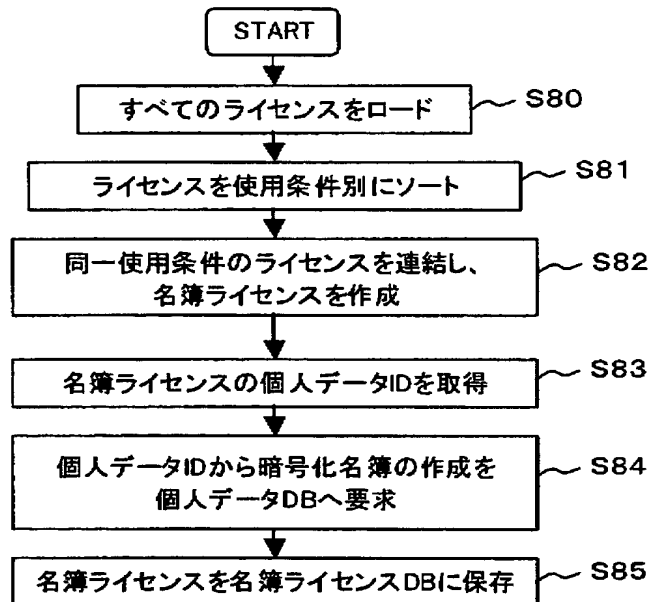 START
すべてのライセンスをロード
S80
ライセンスを使用条件別にソート
S81
同一使用条件のライセンスを連結し、
名簿ライセンスを作成
S82
名簿ライセンスの個人データIDを取得
S83
個人データIDから暗号化名簿の作成を
個人データDBへ要求
S84
名簿ライセンスを名簿ライセンスDBに保存
S85